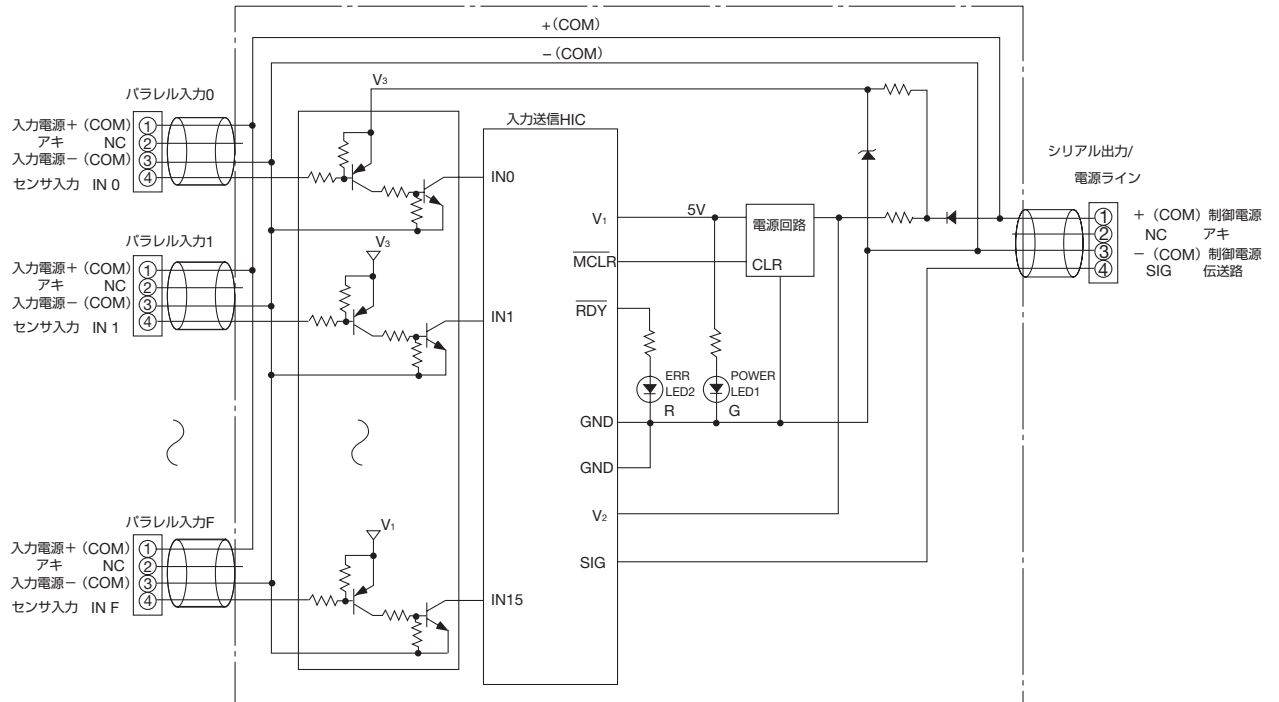 +(COM)
−(COM)
V₃
パラレル入力0
入力電源+(COM) ①
アキ NC ②
入力電源−(COM) ③
センサ入力 IN 0 ④
パラレル入力1
入力電源+(COM) ①
アキ NC ②
入力電源−(COM) ③
センサ入力 IN 1 ④
V₃
パラレル入力F
入力電源+(COM) ①
アキ NC ②
入力電源−(COM) ③
センサ入力 IN F ④
V₁
入力送信HIC
IN0
IN1
IN15
V₁
MCLR
RDY
GND
GND
V₂
SIG
5V
電源回路
CLR
ERR
LED2
R
POWER
LED1
G
シリアル出力/
電源ライン
① +(COM) 制御電源
② NC アキ
③ −(COM) 制御電源
④ SIG 伝送路